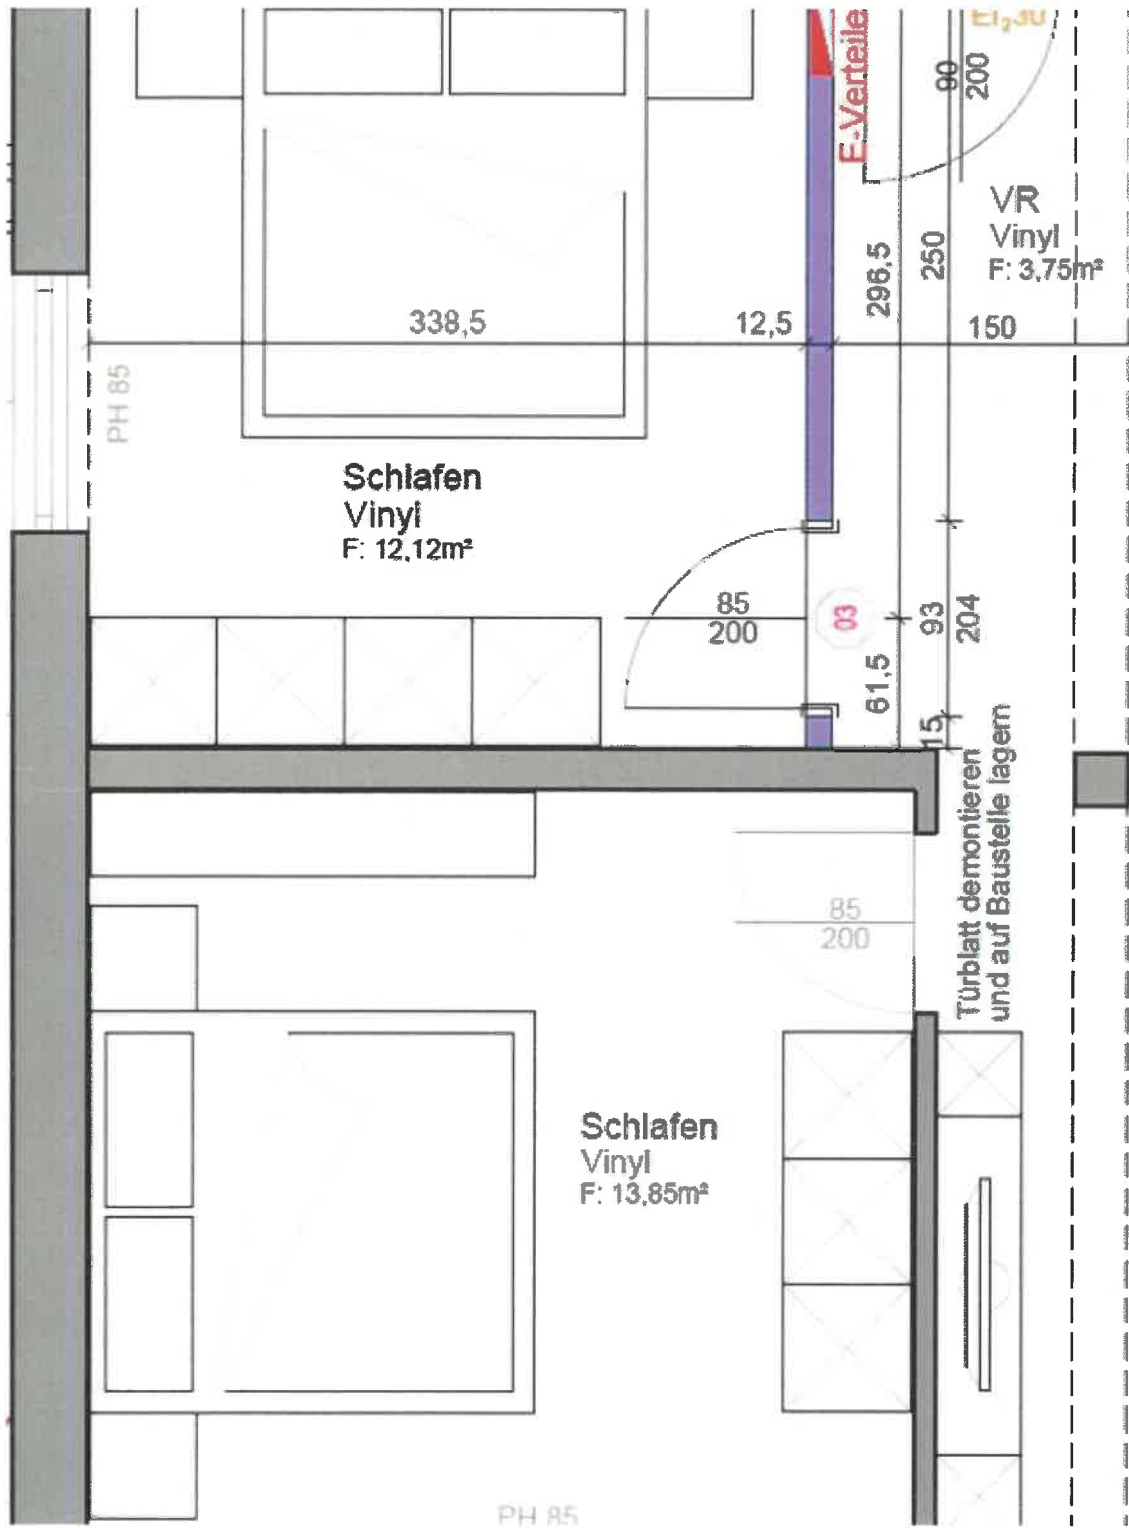 EI₂30
E-Verteile
90
200
VR
Vinyl
F: 3,75m²
296,5
250
338,5
12,5
150
PH 85
Schlafen
Vinyl
F: 12,12m²
85
200
03
93
204
61,5
15
Türblatt demontieren
und auf Baustelle lagern
85
200
Schlafen
Vinyl
F: 13,85m²
PH 85